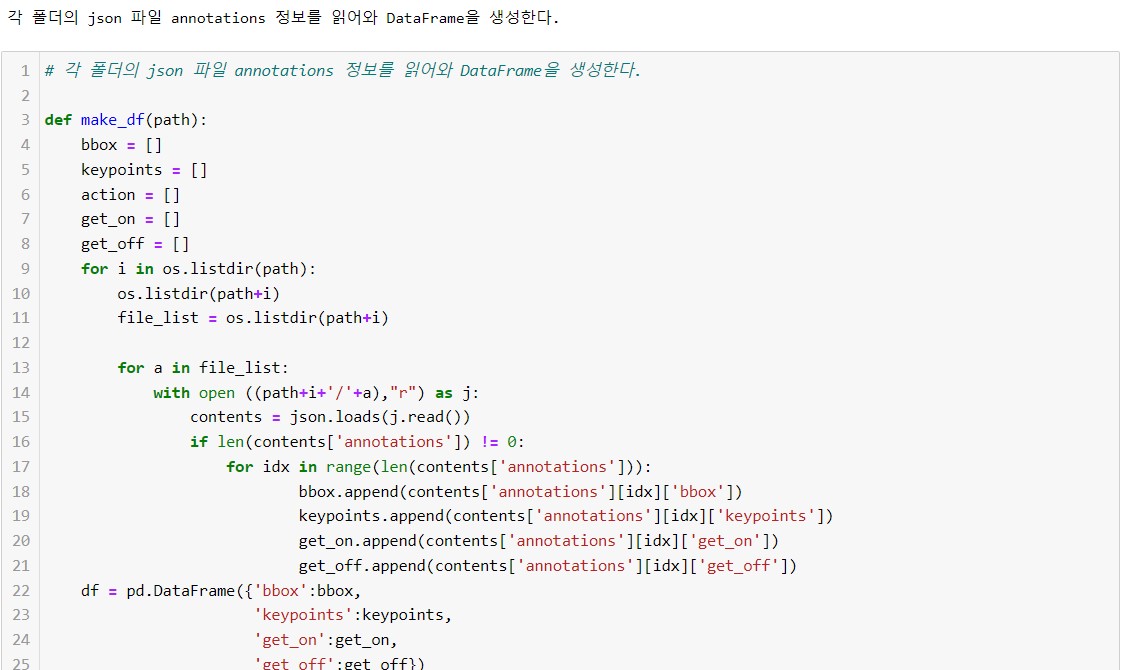 각 폴더의 json 파일 annotations 정보를 읽어와 DataFrame을 생성한다.
1 # 각 폴더의 json 파일 annotations 정보를 읽어와 DataFrame을 생성한다.
2
3 def make_df(path):
4     bbox = []
5     keypoints = []
6     action = []
7     get_on = []
8     get_off = []
9     for i in os.listdir(path):
10         os.listdir(path+i)
11         file_list = os.listdir(path+i)
12
13         for a in file_list:
14             with open ((path+i+'/'+a),"r") as j:
15                 contents = json.loads(j.read())
16                 if len(contents['annotations']) != 0:
17                     for idx in range(len(contents['annotations'])):
18                             bbox.append(contents['annotations'][idx]['bbox'])
19                             keypoints.append(contents['annotations'][idx]['keypoints'])
20                             get_on.append(contents['annotations'][idx]['get_on'])
21                             get_off.append(contents['annotations'][idx]['get_off'])
22     df = pd.DataFrame({'bbox':bbox,
23                        'keypoints':keypoints,
24                        'get_on':get_on,
25                        'get_off':get_off})